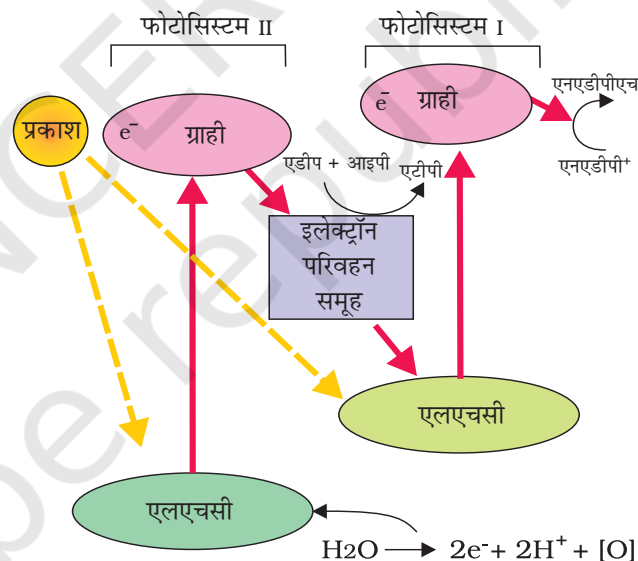 फोटोसिस्टम II
फोटोसिस्टम I
प्रकाश
e⁻ ग्राही
e⁻ ग्राही
एनएडीपीएच
एनएडीपी⁺
एडीप + आइपी
एटीपी
इलेक्ट्रॉन
परिवहन
समूह
एलएचसी
एलएचसी
H2O ⟶ 2e⁻+ 2H⁺ + [O]